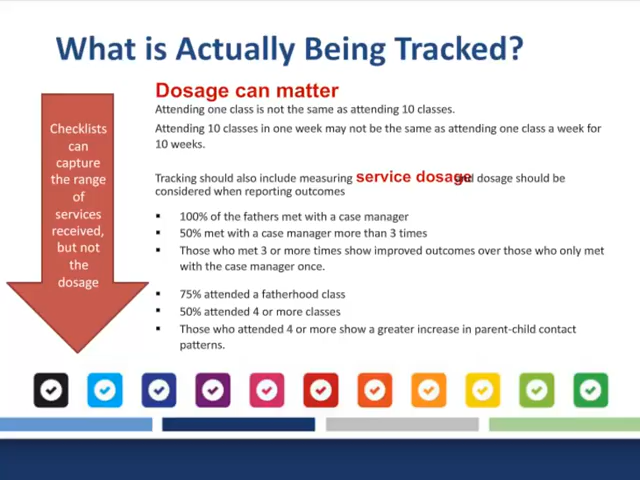 What is Actually Being Tracked?
Checklists
can
capture
the range
of
services
received,
but not
the
dosage
Dosage can matter
Attending one class is not the same as attending 10 classes.
Attending 10 classes in one week may not be the same as attending one class a week for
10 weeks.
Tracking should also include measuring service dosage and dosage should be
considered when reporting outcomes
▪ 100% of the fathers met with a case manager
▪ 50% met with a case manager more than 3 times
▪ Those who met 3 or more times show improved outcomes over those who only met
with the case manager once.
▪ 75% attended a fatherhood class
▪ 50% attended 4 or more classes
▪ Those who attended 4 or more show a greater increase in parent-child contact
patterns.